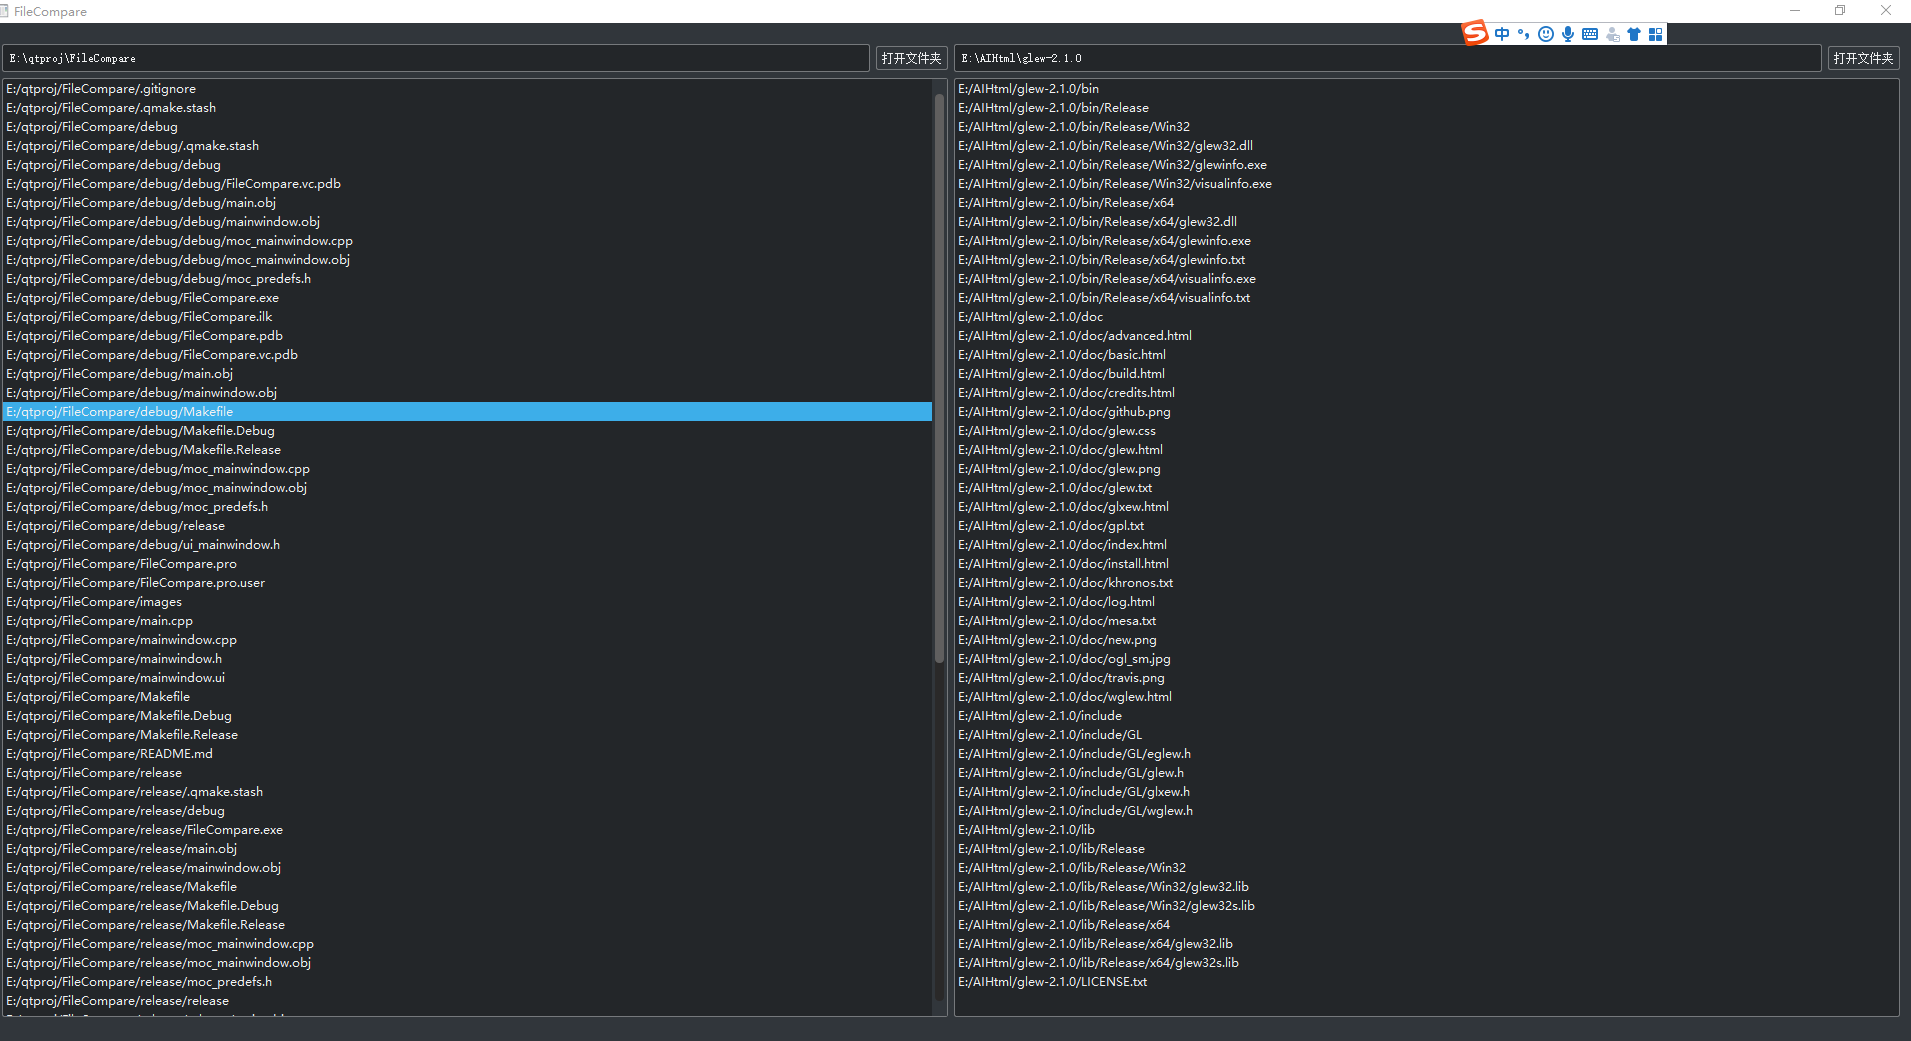 FileCompare
中
E:\qtproj\FileCompare
打开文件夹
E:\AIHtml\glew-2.1.0
打开文件夹
E:/qtproj/FileCompare/.gitignore
E:/qtproj/FileCompare/.qmake.stash
E:/qtproj/FileCompare/debug
E:/qtproj/FileCompare/debug/.qmake.stash
E:/qtproj/FileCompare/debug/debug
E:/qtproj/FileCompare/debug/debug/FileCompare.vc.pdb
E:/qtproj/FileCompare/debug/debug/main.obj
E:/qtproj/FileCompare/debug/debug/mainwindow.obj
E:/qtproj/FileCompare/debug/debug/moc_mainwindow.cpp
E:/qtproj/FileCompare/debug/debug/moc_mainwindow.obj
E:/qtproj/FileCompare/debug/debug/moc_predefs.h
E:/qtproj/FileCompare/debug/FileCompare.exe
E:/qtproj/FileCompare/debug/FileCompare.ilk
E:/qtproj/FileCompare/debug/FileCompare.pdb
E:/qtproj/FileCompare/debug/FileCompare.vc.pdb
E:/qtproj/FileCompare/debug/main.obj
E:/qtproj/FileCompare/debug/mainwindow.obj
E:/qtproj/FileCompare/debug/Makefile
E:/qtproj/FileCompare/debug/Makefile.Debug
E:/qtproj/FileCompare/debug/Makefile.Release
E:/qtproj/FileCompare/debug/moc_mainwindow.cpp
E:/qtproj/FileCompare/debug/moc_mainwindow.obj
E:/qtproj/FileCompare/debug/moc_predefs.h
E:/qtproj/FileCompare/debug/release
E:/qtproj/FileCompare/debug/ui_mainwindow.h
E:/qtproj/FileCompare/FileCompare.pro
E:/qtproj/FileCompare/FileCompare.pro.user
E:/qtproj/FileCompare/images
E:/qtproj/FileCompare/main.cpp
E:/qtproj/FileCompare/mainwindow.cpp
E:/qtproj/FileCompare/mainwindow.h
E:/qtproj/FileCompare/mainwindow.ui
E:/qtproj/FileCompare/Makefile
E:/qtproj/FileCompare/Makefile.Debug
E:/qtproj/FileCompare/Makefile.Release
E:/qtproj/FileCompare/README.md
E:/qtproj/FileCompare/release
E:/qtproj/FileCompare/release/.qmake.stash
E:/qtproj/FileCompare/release/debug
E:/qtproj/FileCompare/release/FileCompare.exe
E:/qtproj/FileCompare/release/main.obj
E:/qtproj/FileCompare/release/mainwindow.obj
E:/qtproj/FileCompare/release/Makefile
E:/qtproj/FileCompare/release/Makefile.Debug
E:/qtproj/FileCompare/release/Makefile.Release
E:/qtproj/FileCompare/release/moc_mainwindow.cpp
E:/qtproj/FileCompare/release/moc_mainwindow.obj
E:/qtproj/FileCompare/release/moc_predefs.h
E:/qtproj/FileCompare/release/release
E:/AIHtml/glew-2.1.0/bin
E:/AIHtml/glew-2.1.0/bin/Release
E:/AIHtml/glew-2.1.0/bin/Release/Win32
E:/AIHtml/glew-2.1.0/bin/Release/Win32/glew32.dll
E:/AIHtml/glew-2.1.0/bin/Release/Win32/glewinfo.exe
E:/AIHtml/glew-2.1.0/bin/Release/Win32/visualinfo.exe
E:/AIHtml/glew-2.1.0/bin/Release/x64
E:/AIHtml/glew-2.1.0/bin/Release/x64/glew32.dll
E:/AIHtml/glew-2.1.0/bin/Release/x64/glewinfo.exe
E:/AIHtml/glew-2.1.0/bin/Release/x64/glewinfo.txt
E:/AIHtml/glew-2.1.0/bin/Release/x64/visualinfo.exe
E:/AIHtml/glew-2.1.0/bin/Release/x64/visualinfo.txt
E:/AIHtml/glew-2.1.0/doc
E:/AIHtml/glew-2.1.0/doc/advanced.html
E:/AIHtml/glew-2.1.0/doc/basic.html
E:/AIHtml/glew-2.1.0/doc/build.html
E:/AIHtml/glew-2.1.0/doc/credits.html
E:/AIHtml/glew-2.1.0/doc/github.png
E:/AIHtml/glew-2.1.0/doc/glew.css
E:/AIHtml/glew-2.1.0/doc/glew.html
E:/AIHtml/glew-2.1.0/doc/glew.png
E:/AIHtml/glew-2.1.0/doc/glew.txt
E:/AIHtml/glew-2.1.0/doc/glxew.html
E:/AIHtml/glew-2.1.0/doc/gpl.txt
E:/AIHtml/glew-2.1.0/doc/index.html
E:/AIHtml/glew-2.1.0/doc/install.html
E:/AIHtml/glew-2.1.0/doc/khronos.txt
E:/AIHtml/glew-2.1.0/doc/log.html
E:/AIHtml/glew-2.1.0/doc/mesa.txt
E:/AIHtml/glew-2.1.0/doc/new.png
E:/AIHtml/glew-2.1.0/doc/ogl_sm.jpg
E:/AIHtml/glew-2.1.0/doc/travis.png
E:/AIHtml/glew-2.1.0/doc/wglew.html
E:/AIHtml/glew-2.1.0/include
E:/AIHtml/glew-2.1.0/include/GL
E:/AIHtml/glew-2.1.0/include/GL/eglew.h
E:/AIHtml/glew-2.1.0/include/GL/glew.h
E:/AIHtml/glew-2.1.0/include/GL/glxew.h
E:/AIHtml/glew-2.1.0/include/GL/wglew.h
E:/AIHtml/glew-2.1.0/lib
E:/AIHtml/glew-2.1.0/lib/Release
E:/AIHtml/glew-2.1.0/lib/Release/Win32
E:/AIHtml/glew-2.1.0/lib/Release/Win32/glew32.lib
E:/AIHtml/glew-2.1.0/lib/Release/Win32/glew32s.lib
E:/AIHtml/glew-2.1.0/lib/Release/x64
E:/AIHtml/glew-2.1.0/lib/Release/x64/glew32.lib
E:/AIHtml/glew-2.1.0/lib/Release/x64/glew32s.lib
E:/AIHtml/glew-2.1.0/LICENSE.txt